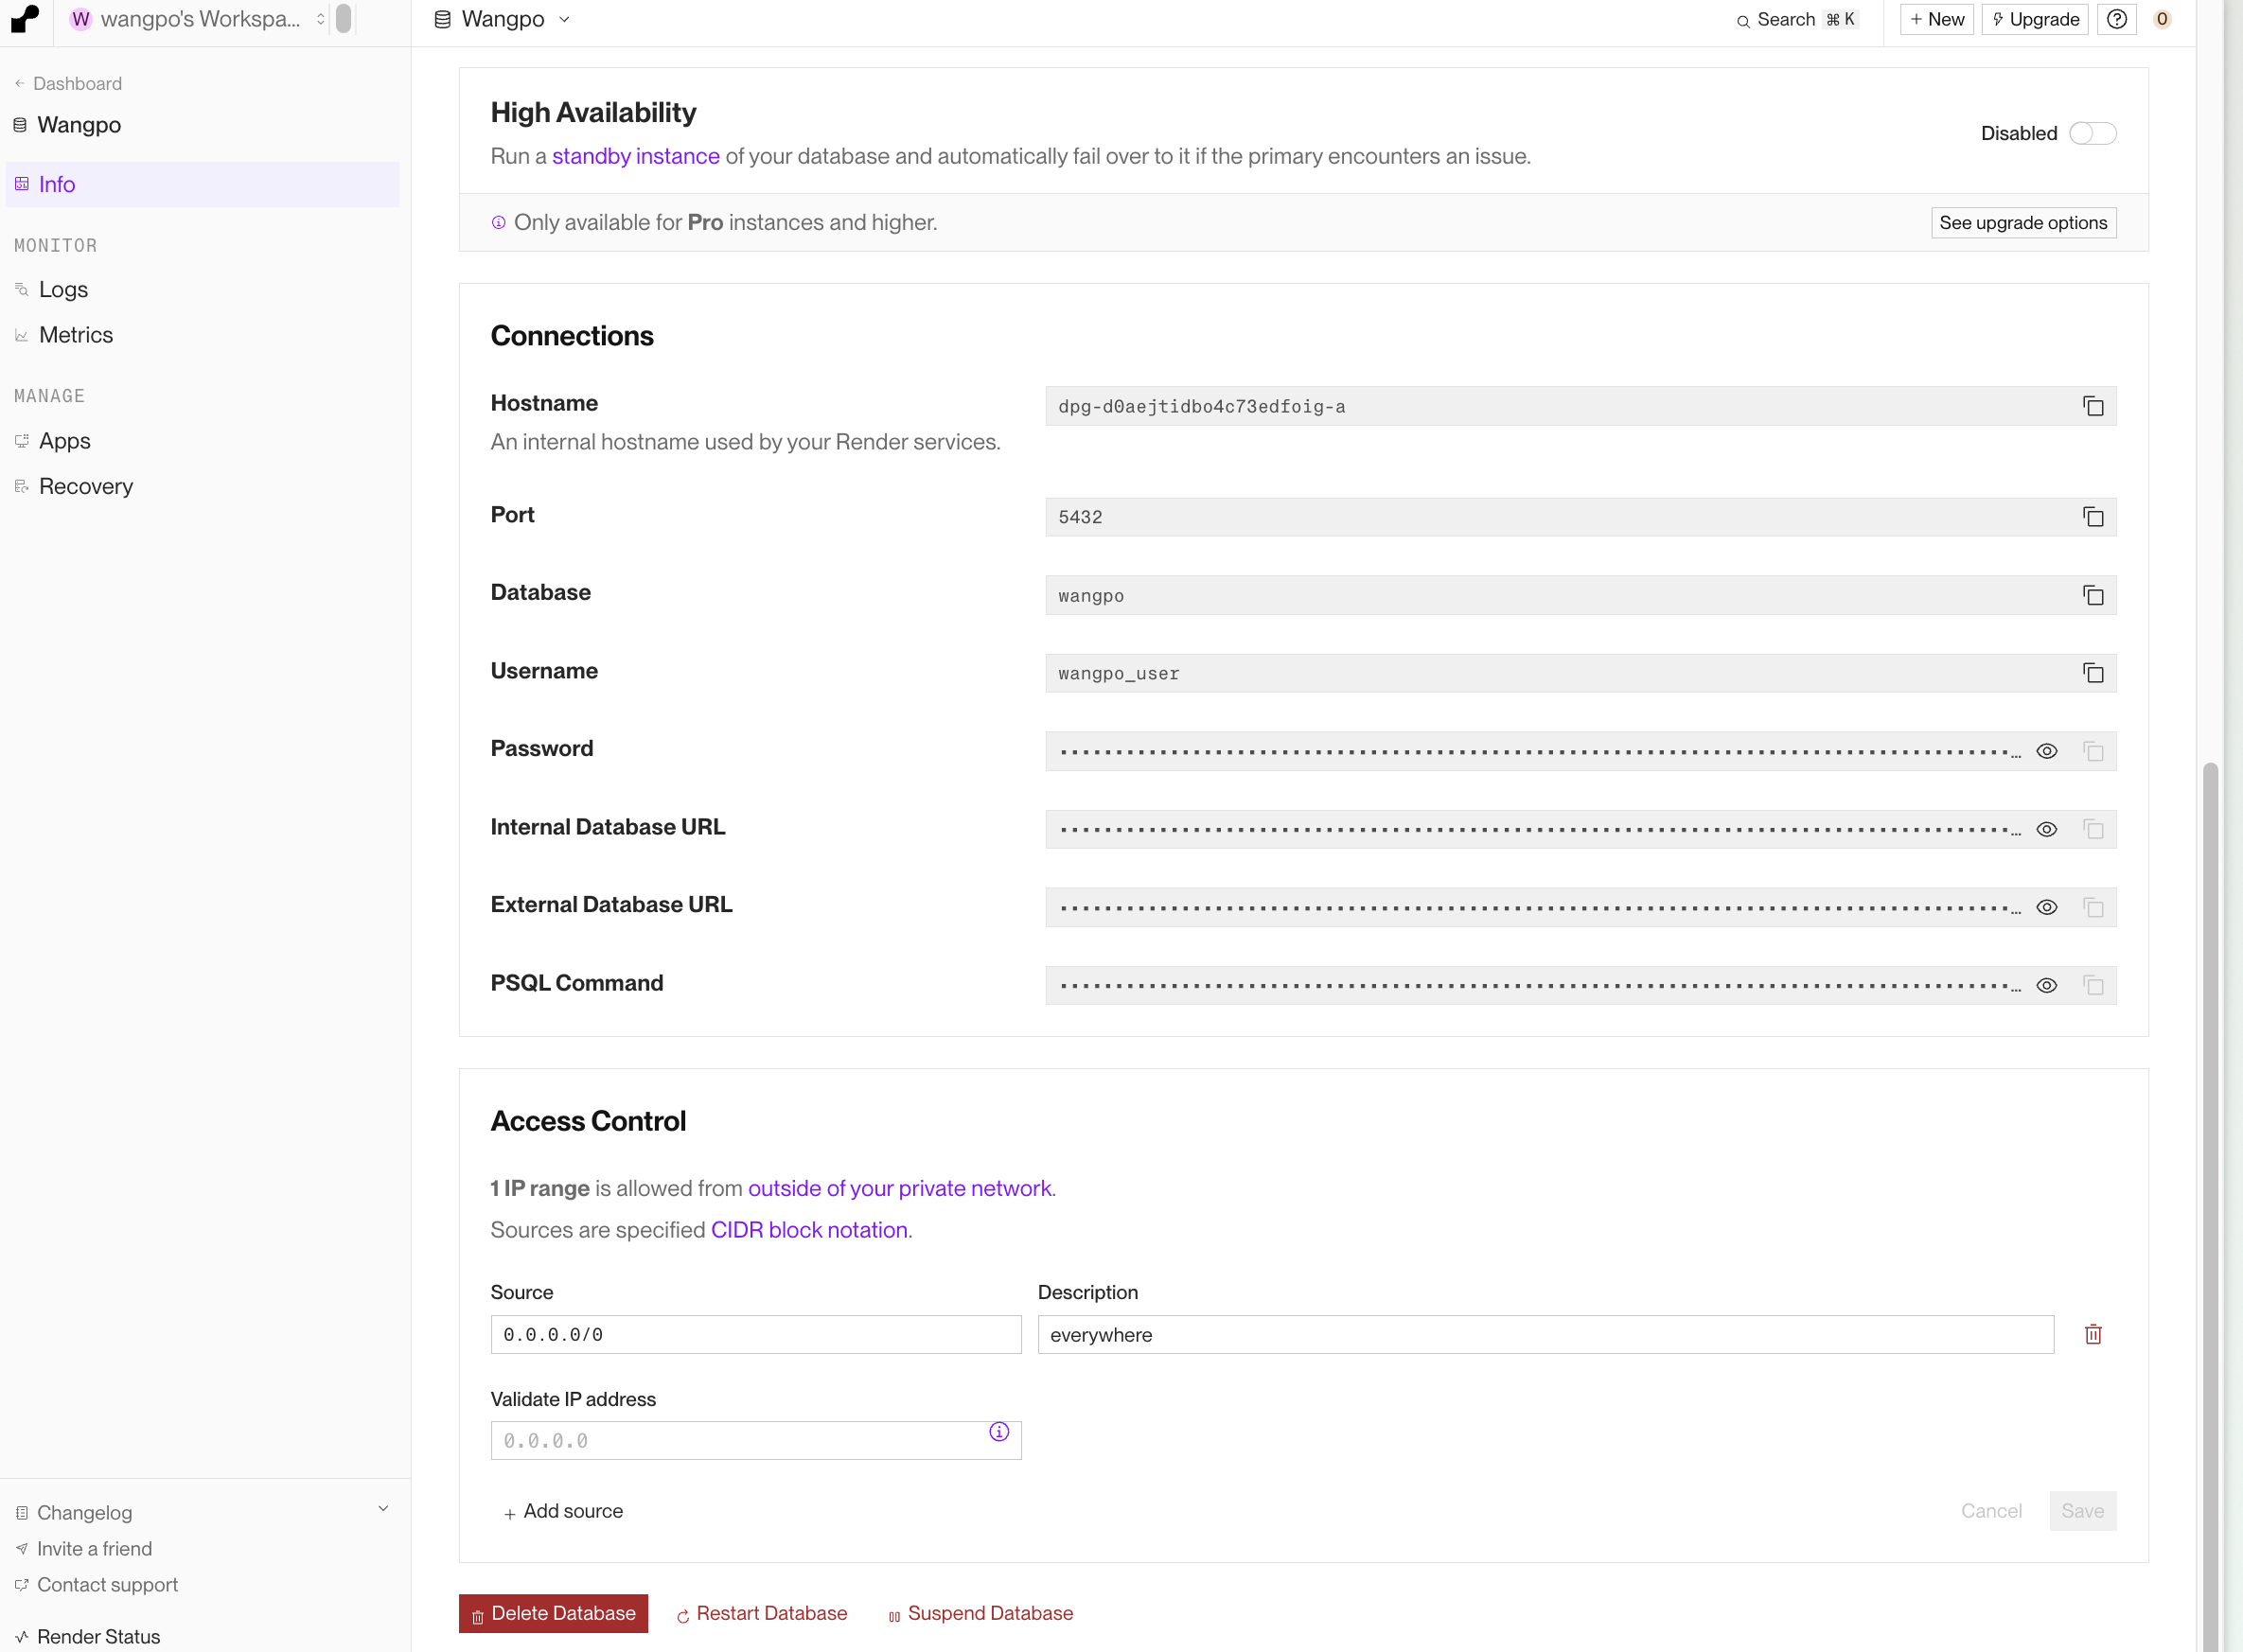 W wangpo's Workspa...
Wangpo
Search ⌘ K
+ New
Upgrade
0
← Dashboard
Wangpo
Info
MONITOR
Logs
Metrics
MANAGE
Apps
Recovery
Changelog
Invite a friend
Contact support
Render Status
High Availability
Run a standby instance of your database and automatically fail over to it if the primary encounters an issue.
Disabled
Only available for Pro instances and higher.
See upgrade options
Connections
Hostname
dpg-d0aejtidbo4c73edfoig-a
An internal hostname used by your Render services.
Port
5432
Database
wangpo
Username
wangpo_user
Password
Internal Database URL
External Database URL
PSQL Command
Access Control
1 IP range is allowed from outside of your private network.
Sources are specified CIDR block notation.
Source
Description
0.0.0.0/0
everywhere
Validate IP address
0.0.0.0
+ Add source
Cancel
Save
Delete Database
Restart Database
Suspend Database